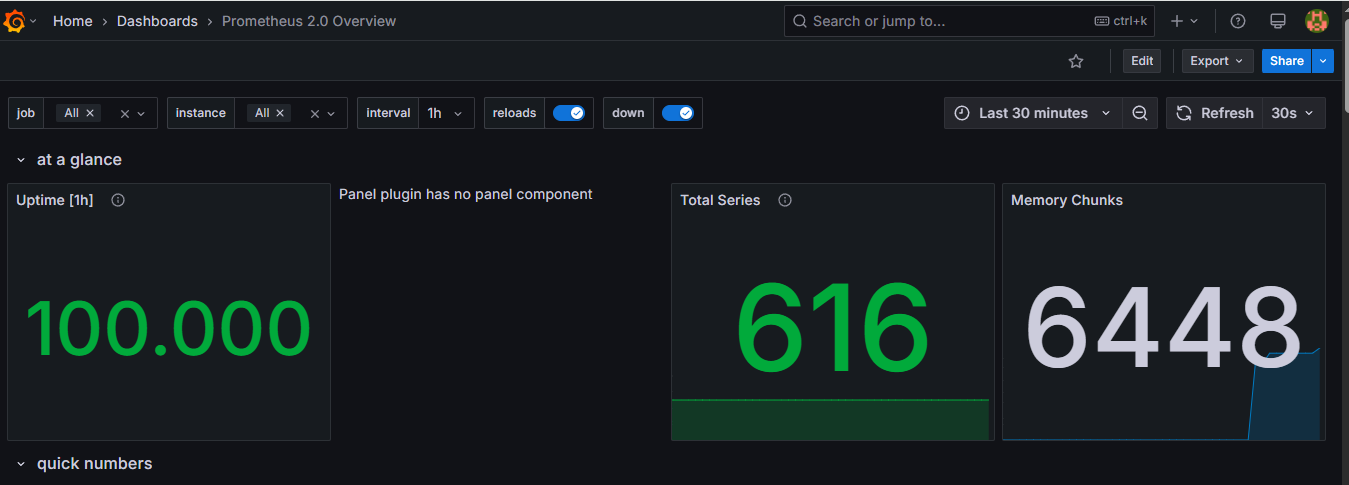 Home › Dashboards › Prometheus 2.0 Overview
Search or jump to...
ctrl+k
Edit
Export
Share
job
All
instance
All
interval
1h
reloads
down
Last 30 minutes
Refresh
30s
at a glance
Uptime [1h]
100.000
Panel plugin has no panel component
Total Series
616
Memory Chunks
6448
quick numbers